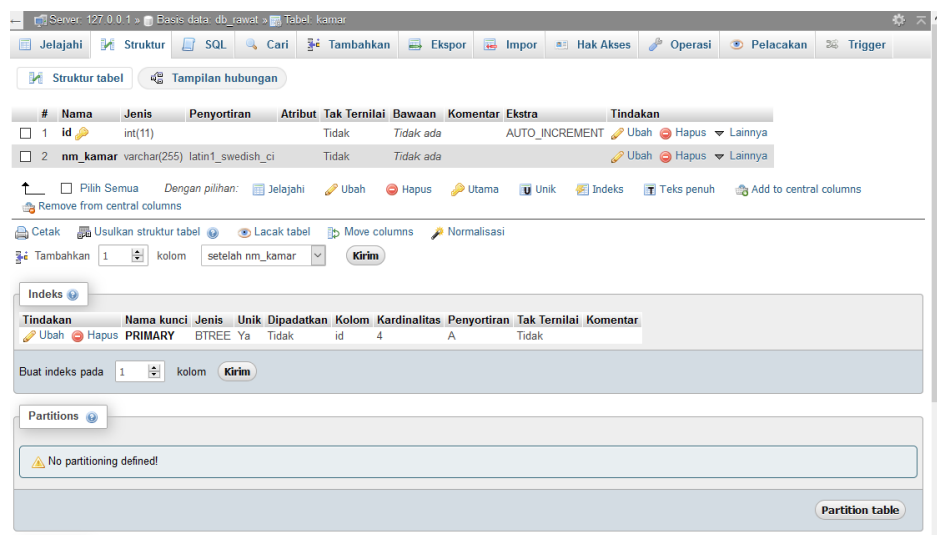 Server: 127.0.0.1 » Basis data: db_rawat » Tabel: kamar
Jelajahi Struktur SQL Cari Tambahkan Ekspor Impor Hak Akses Operasi Pelacakan Trigger
Struktur tabel Tampilan hubungan
# Nama Jenis Penyortiran Atribut Tak Ternilai Bawaan Komentar Ekstra Tindakan
1 id int(11) Tidak Tidak ada AUTO_INCREMENT Ubah Hapus Lainnya
2 nm_kamar varchar(255) latin1_swedish_ci Tidak Tidak ada Ubah Hapus Lainnya
Pilih Semua Dengan pilihan: Jelajahi Ubah Hapus Utama Unik Indeks Teks penuh Add to central columns
Remove from central columns
Cetak Usulkan struktur tabel Lacak tabel Move columns Normalisasi
Tambahkan 1 kolom setelah nm_kamar Kirim
Indeks
Tindakan Nama kunci Jenis Unik Dipadatkan Kolom Kardinalitas Penyortiran Tak Ternilai Komentar
Ubah Hapus PRIMARY BTREE Ya Tidak id 4 A Tidak
Buat indeks pada 1 kolom Kirim
Partitions
No partitioning defined!
Partition table